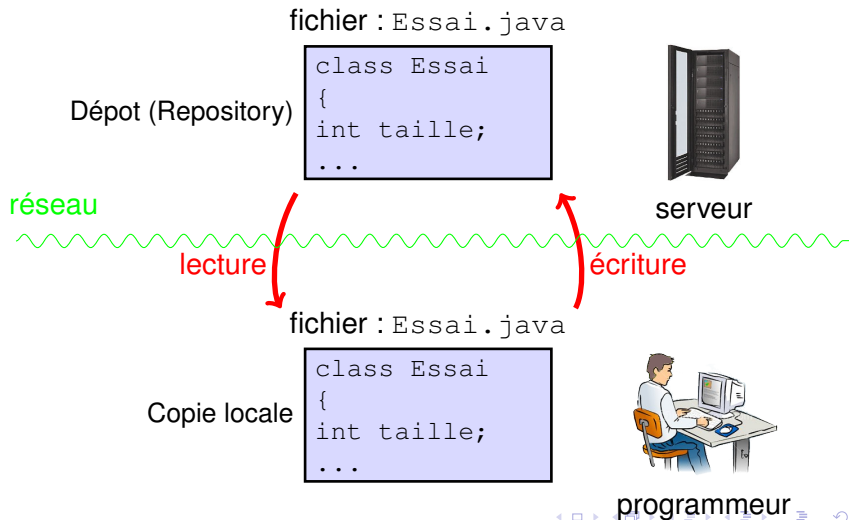 fichier : Essai.java
Dépot (Repository)
class Essai
{
int taille;
...
réseau
serveur
lecture
écriture
fichier : Essai.java
Copie locale
class Essai
{
int taille;
...
programmeur